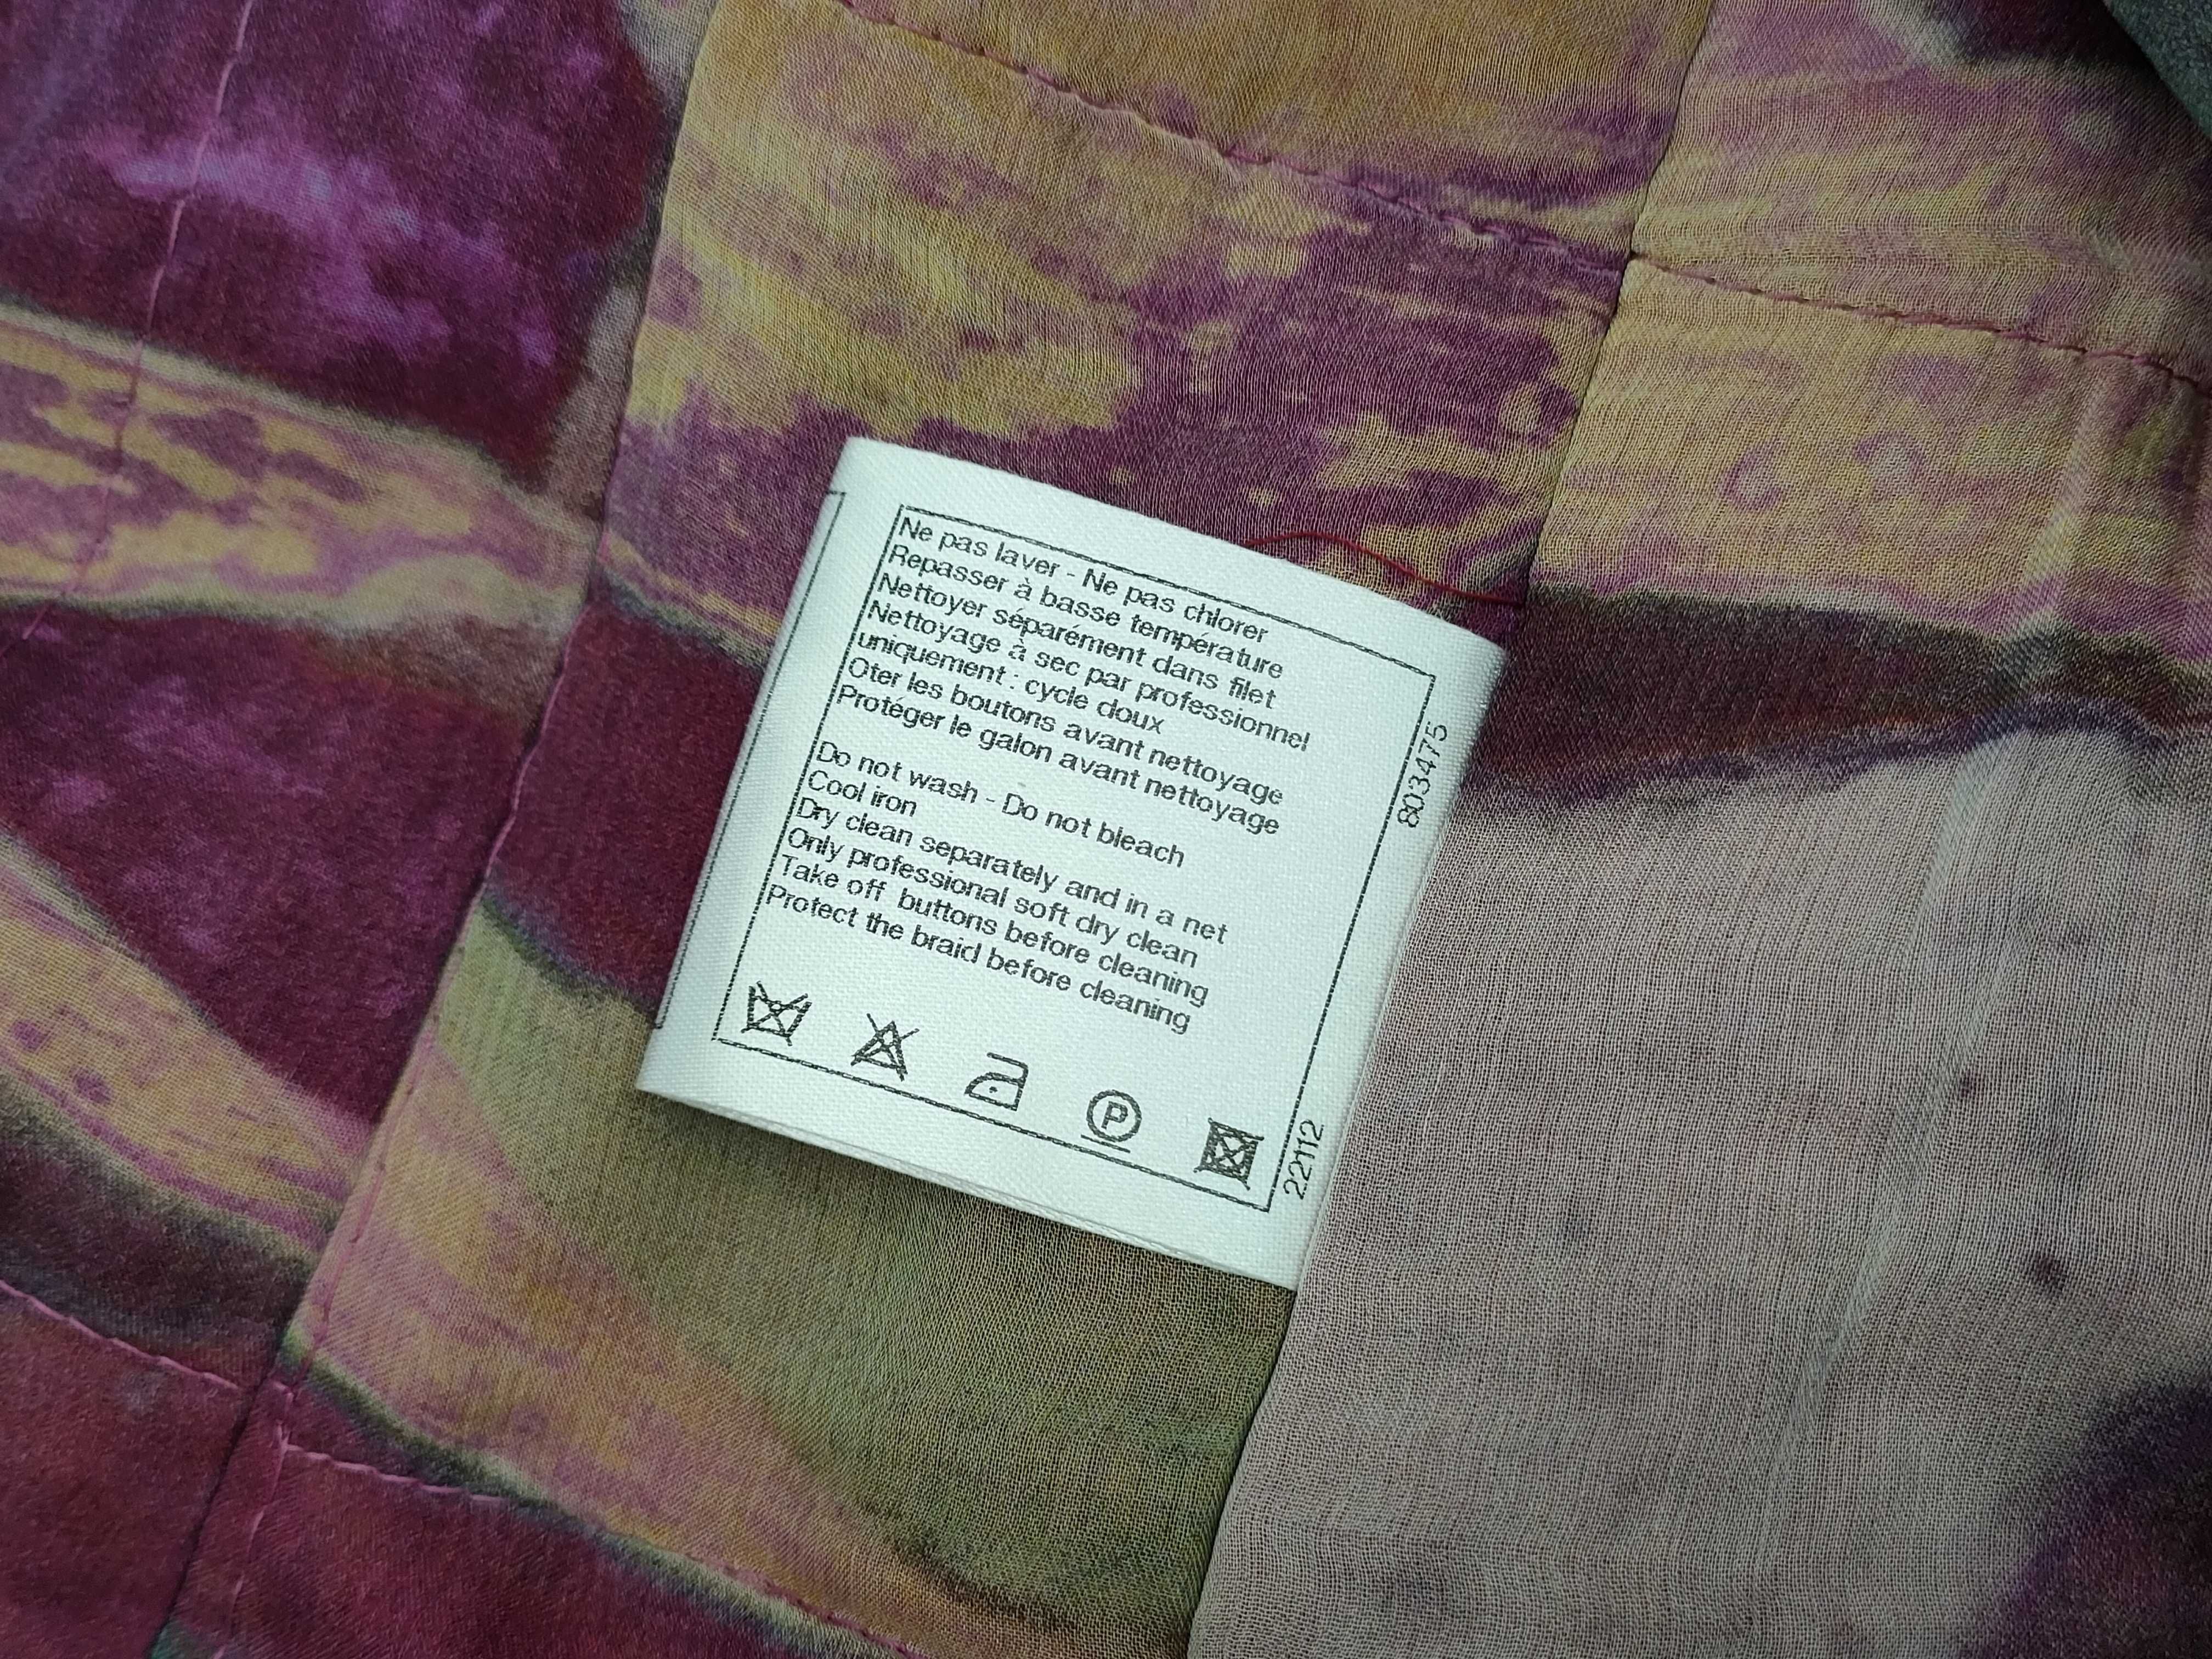 Ne pas laver - Ne pas chlorer
Repasser à basse température
Nettoyer séparément dans filet
Nettoyage à sec par professionnel
uniquement : cycle doux
Oter les boutons avant nettoyage
Protéger le galon avant nettoyage
Do not wash - Do not bleach
Cool iron
Dry clean separately and in a net
Only professional soft dry clean
Take off buttons before cleaning
Protect the braid before cleaning
P
8034475
22112